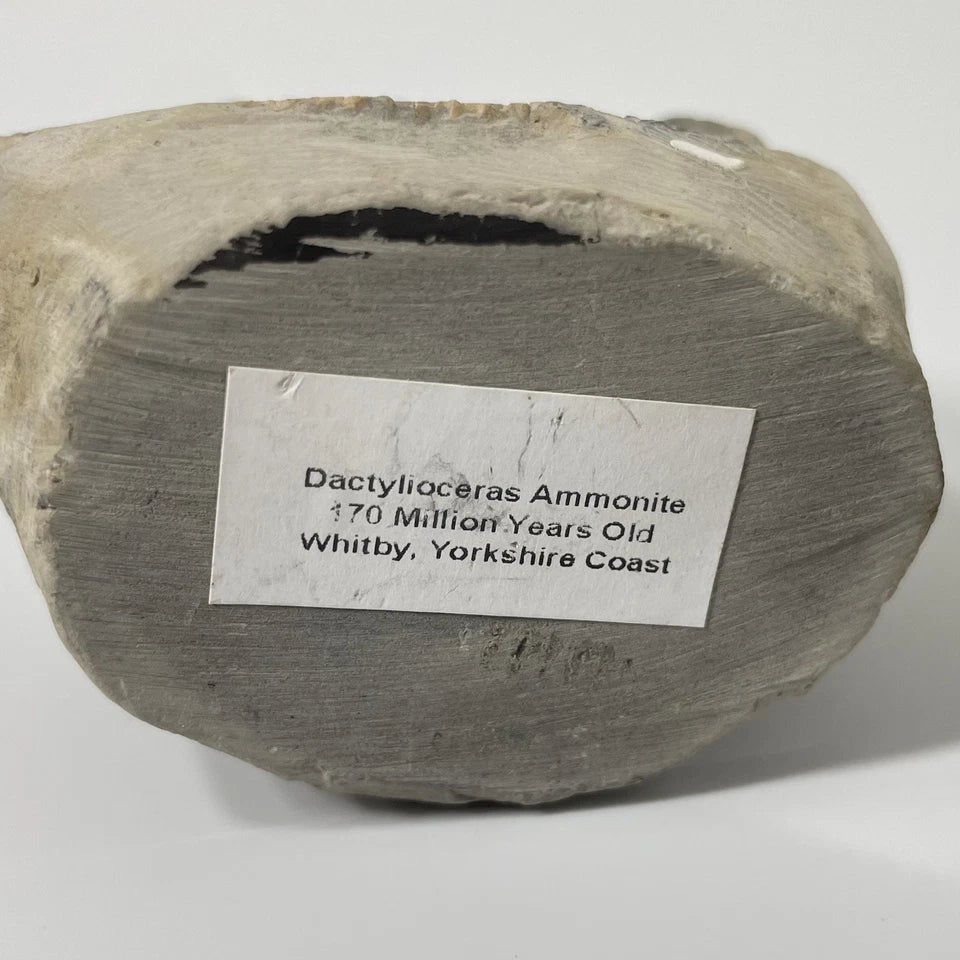 Dactylioceras Ammonite
170 Million Years Old
Whitby, Yorkshire Coast